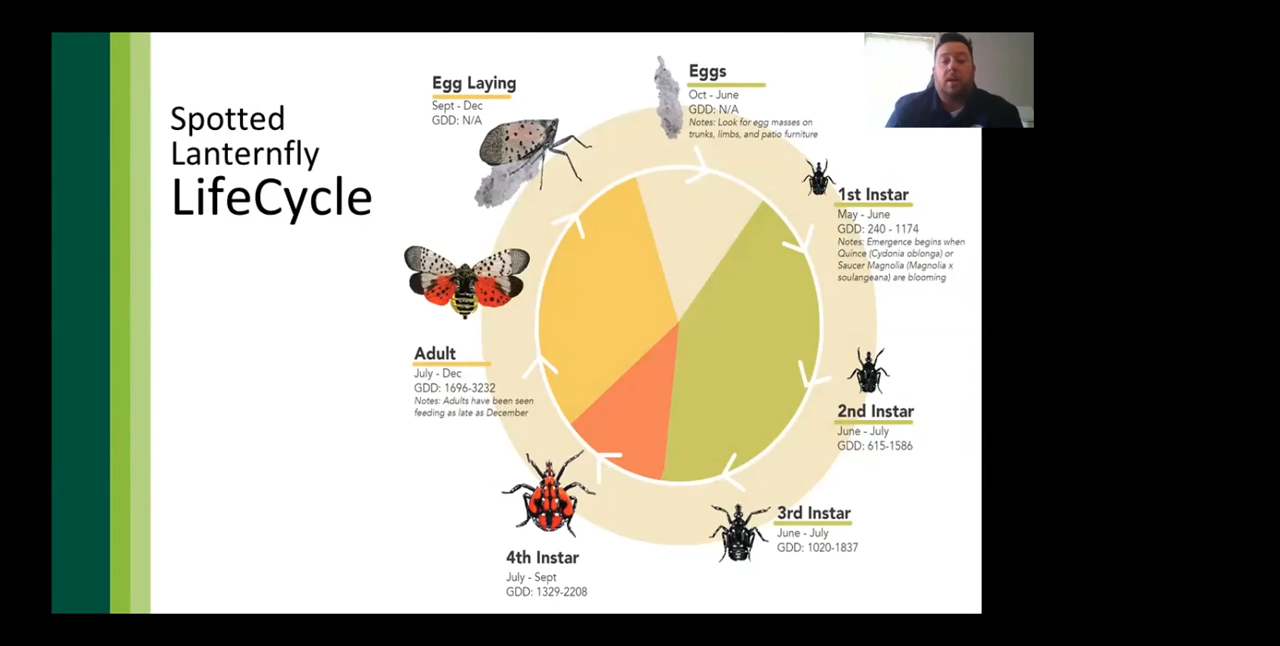 Spotted
Lanternfly
LifeCycle
Egg Laying
Sept - Dec
GDD: N/A
Eggs
Oct - June
GDD: N/A
Notes: Look for egg masses on
trunks, limbs, and patio furniture
1st Instar
May - June
GDD: 240 - 1174
Notes: Emergence begins when
Quince (Cydonia oblonga) or
Saucer Magnolia (Magnolia x
soulangeana) are blooming
2nd Instar
June - July
GDD: 615-1586
3rd Instar
June - July
GDD: 1020-1837
4th Instar
July - Sept
GDD: 1329-2208
Adult
July - Dec
GDD: 1696-3232
Notes: Adults have been seen
feeding as late as December